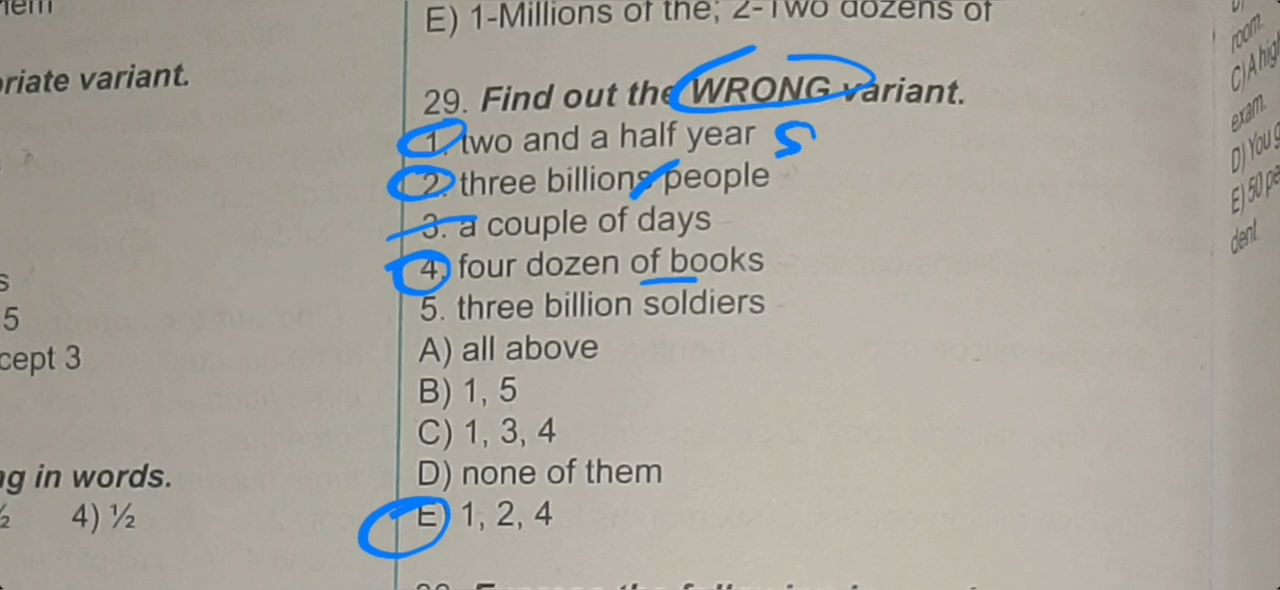 E) 1-Millions of the; 2-Two dozens of
riate variant.
29. Find out the WRONG variant.
1. two and a half year s
2. three billions people
3. a couple of days
4. four dozen of books
5. three billion soldiers
A) all above
B) 1, 5
C) 1, 3, 4
D) none of them
E) 1, 2, 4
5
cept 3
g in words.
4) ½
room.
C) A hig
exam.
D) You g
E) 50 pe
dent.